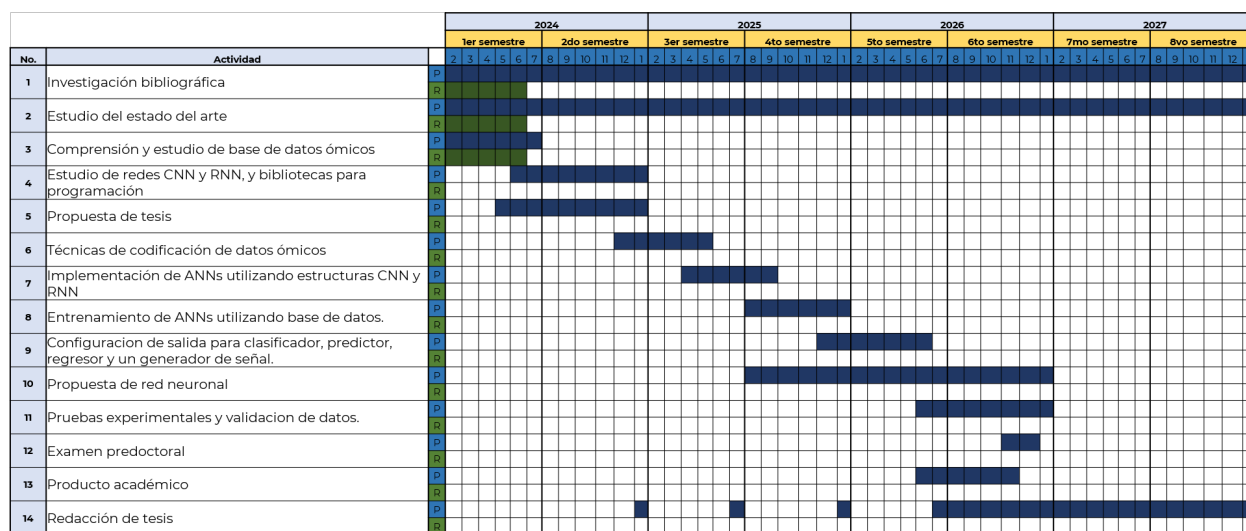 2024 2025 2026 2027
1er semestre 2do semestre 3er semestre 4to semestre 5to semestre 6to semestre 7mo semestre 8vo semestre
No. Actividad 2 3 4 5 6 7 8 9 10 11 12 1 2 3 4 5 6 7 8 9 10 11 12 1 2 3 4 5 6 7 8 9 10 11 12 1 2 3 4 5 6 7 8 9 10 11 12
1 Investigación bibliográfica P
R
2 Estudio del estado del arte P
R
3 Comprensión y estudio de base de datos ómicos P
R
4 Estudio de redes CNN y RNN, y bibliotecas para P
programación R
5 Propuesta de tesis P
R
6 Técnicas de codificación de datos ómicos P
R
7 Implementación de ANNs utilizando estructuras CNN y P
RNN R
8 Entrenamiento de ANNs utilizando base de datos. P
R
9 Configuracion de salida para clasificador, predictor, P
regresor y un generador de señal. R
10 Propuesta de red neuronal P
R
11 Pruebas experimentales y validacion de datos. P
R
12 Examen predoctoral P
R
13 Producto académico P
R
14 Redacción de tesis P
R